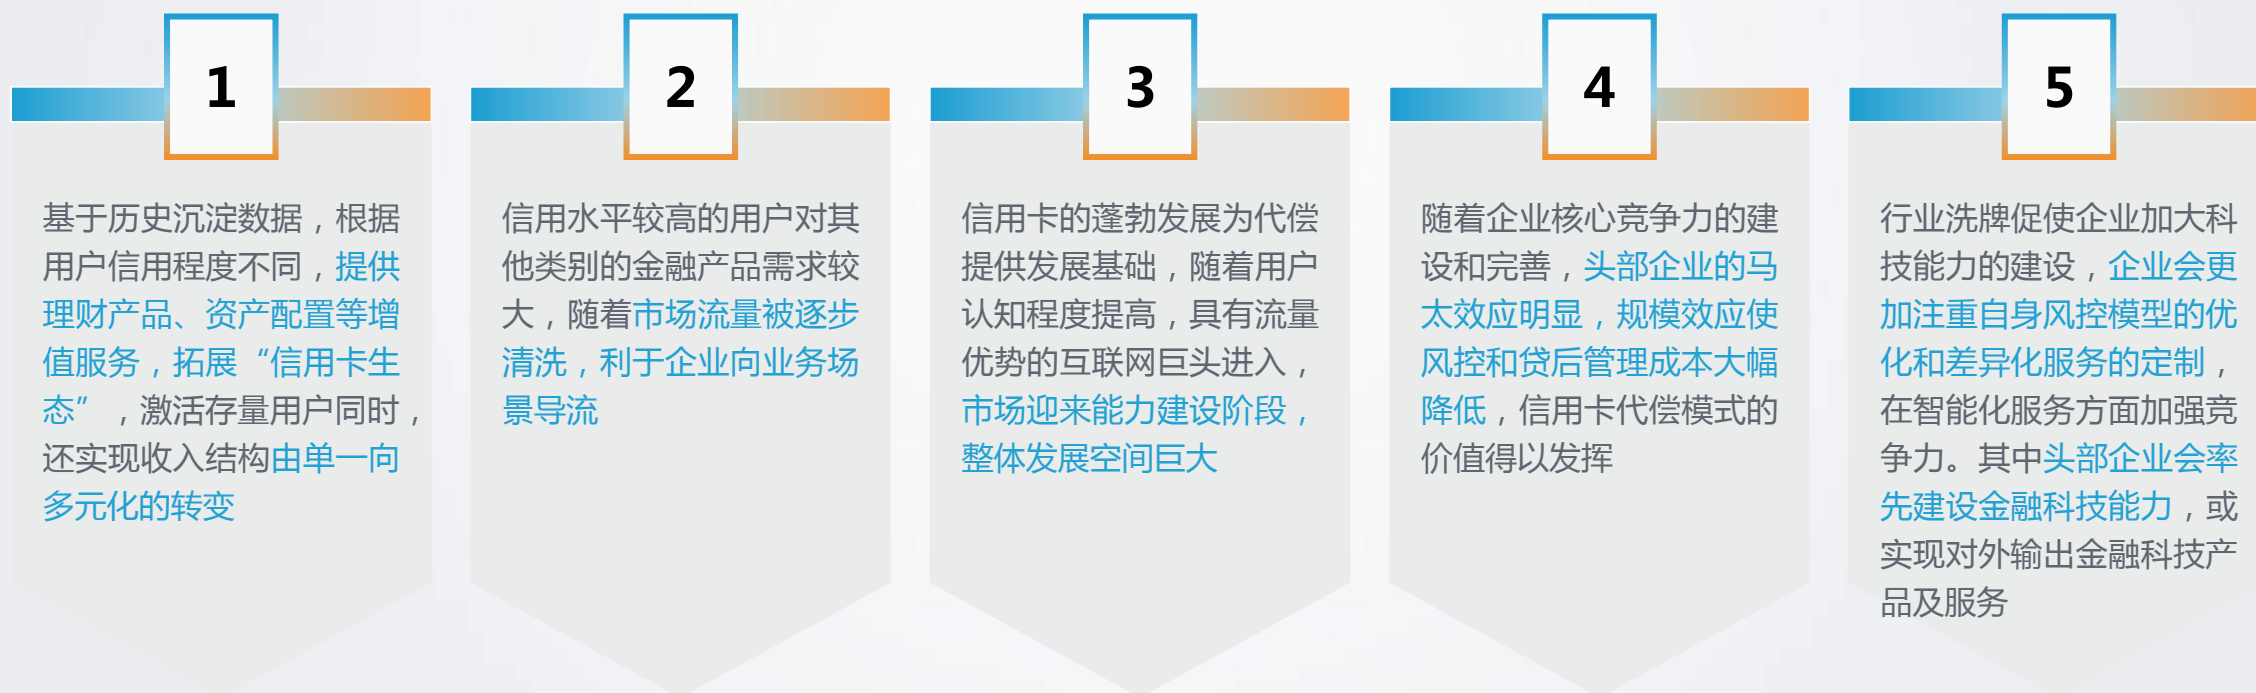 1
基于历史沉淀数据，根据
用户信用程度不同，提供
理财产品、资产配置等增
值服务，拓展“信用卡生
态”，激活存量用户同时，
还实现收入结构由单一向
多元化的转变
2
信用水平较高的用户对其
他类别的金融产品需求较
大，随着市场流量被逐步
清洗，利于企业向业务场
景导流
3
信用卡的蓬勃发展为代偿
提供发展基础，随着用户
认知程度提高，具有流量
优势的互联网巨头进入，
市场迎来能力建设阶段，
整体发展空间巨大
4
随着企业核心竞争力的建
设和完善，头部企业的马
太效应明显，规模效应使
风控和贷后管理成本大幅
降低，信用卡代偿模式的
价值得以发挥
5
行业洗牌促使企业加大科
技能力的建设，企业会更
加注重自身风控模型的优
化和差异化服务的定制，
在智能化服务方面加强竞
争力。其中头部企业会率
先建设金融科技能力，或
实现对外输出金融科技产
品及服务